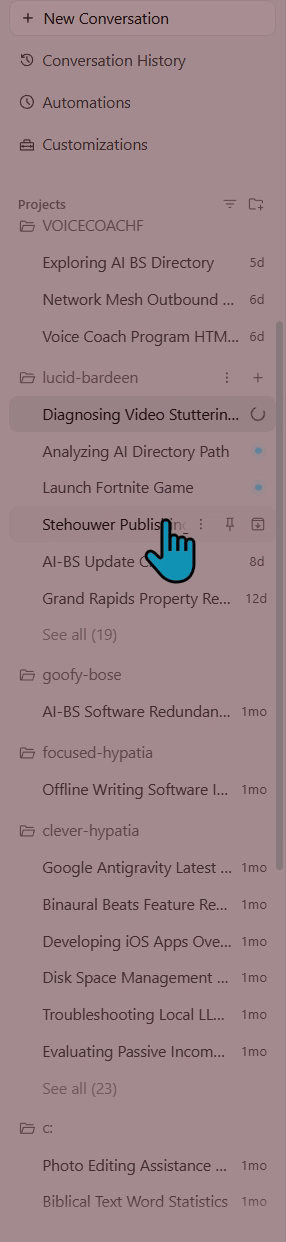 New Conversation
Conversation History
Automations
Customizations
Projects
VOICECOACHF
Exploring AI BS Directory 5d
Network Mesh Outbound ... 6d
Voice Coach Program HTM... 6d
lucid-bardeen
Diagnosing Video Stutterin...
Analyzing AI Directory Path
Launch Fortnite Game
Stehouwer Publishing
AI-BS Update 8d
Grand Rapids Property Re... 12d
See all (19)
goofy-bose
AI-BS Software Redundan... 1mo
focused-hypatia
Offline Writing Software I... 1mo
clever-hypatia
Google Antigravity Latest ... 1mo
Binaural Beats Feature Re... 1mo
Developing iOS Apps Ove... 1mo
Disk Space Management ... 1mo
Troubleshooting Local LL... 1mo
Evaluating Passive Incom... 1mo
See all (23)
c:
Photo Editing Assistance ... 1mo
Biblical Text Word Statistics 1mo